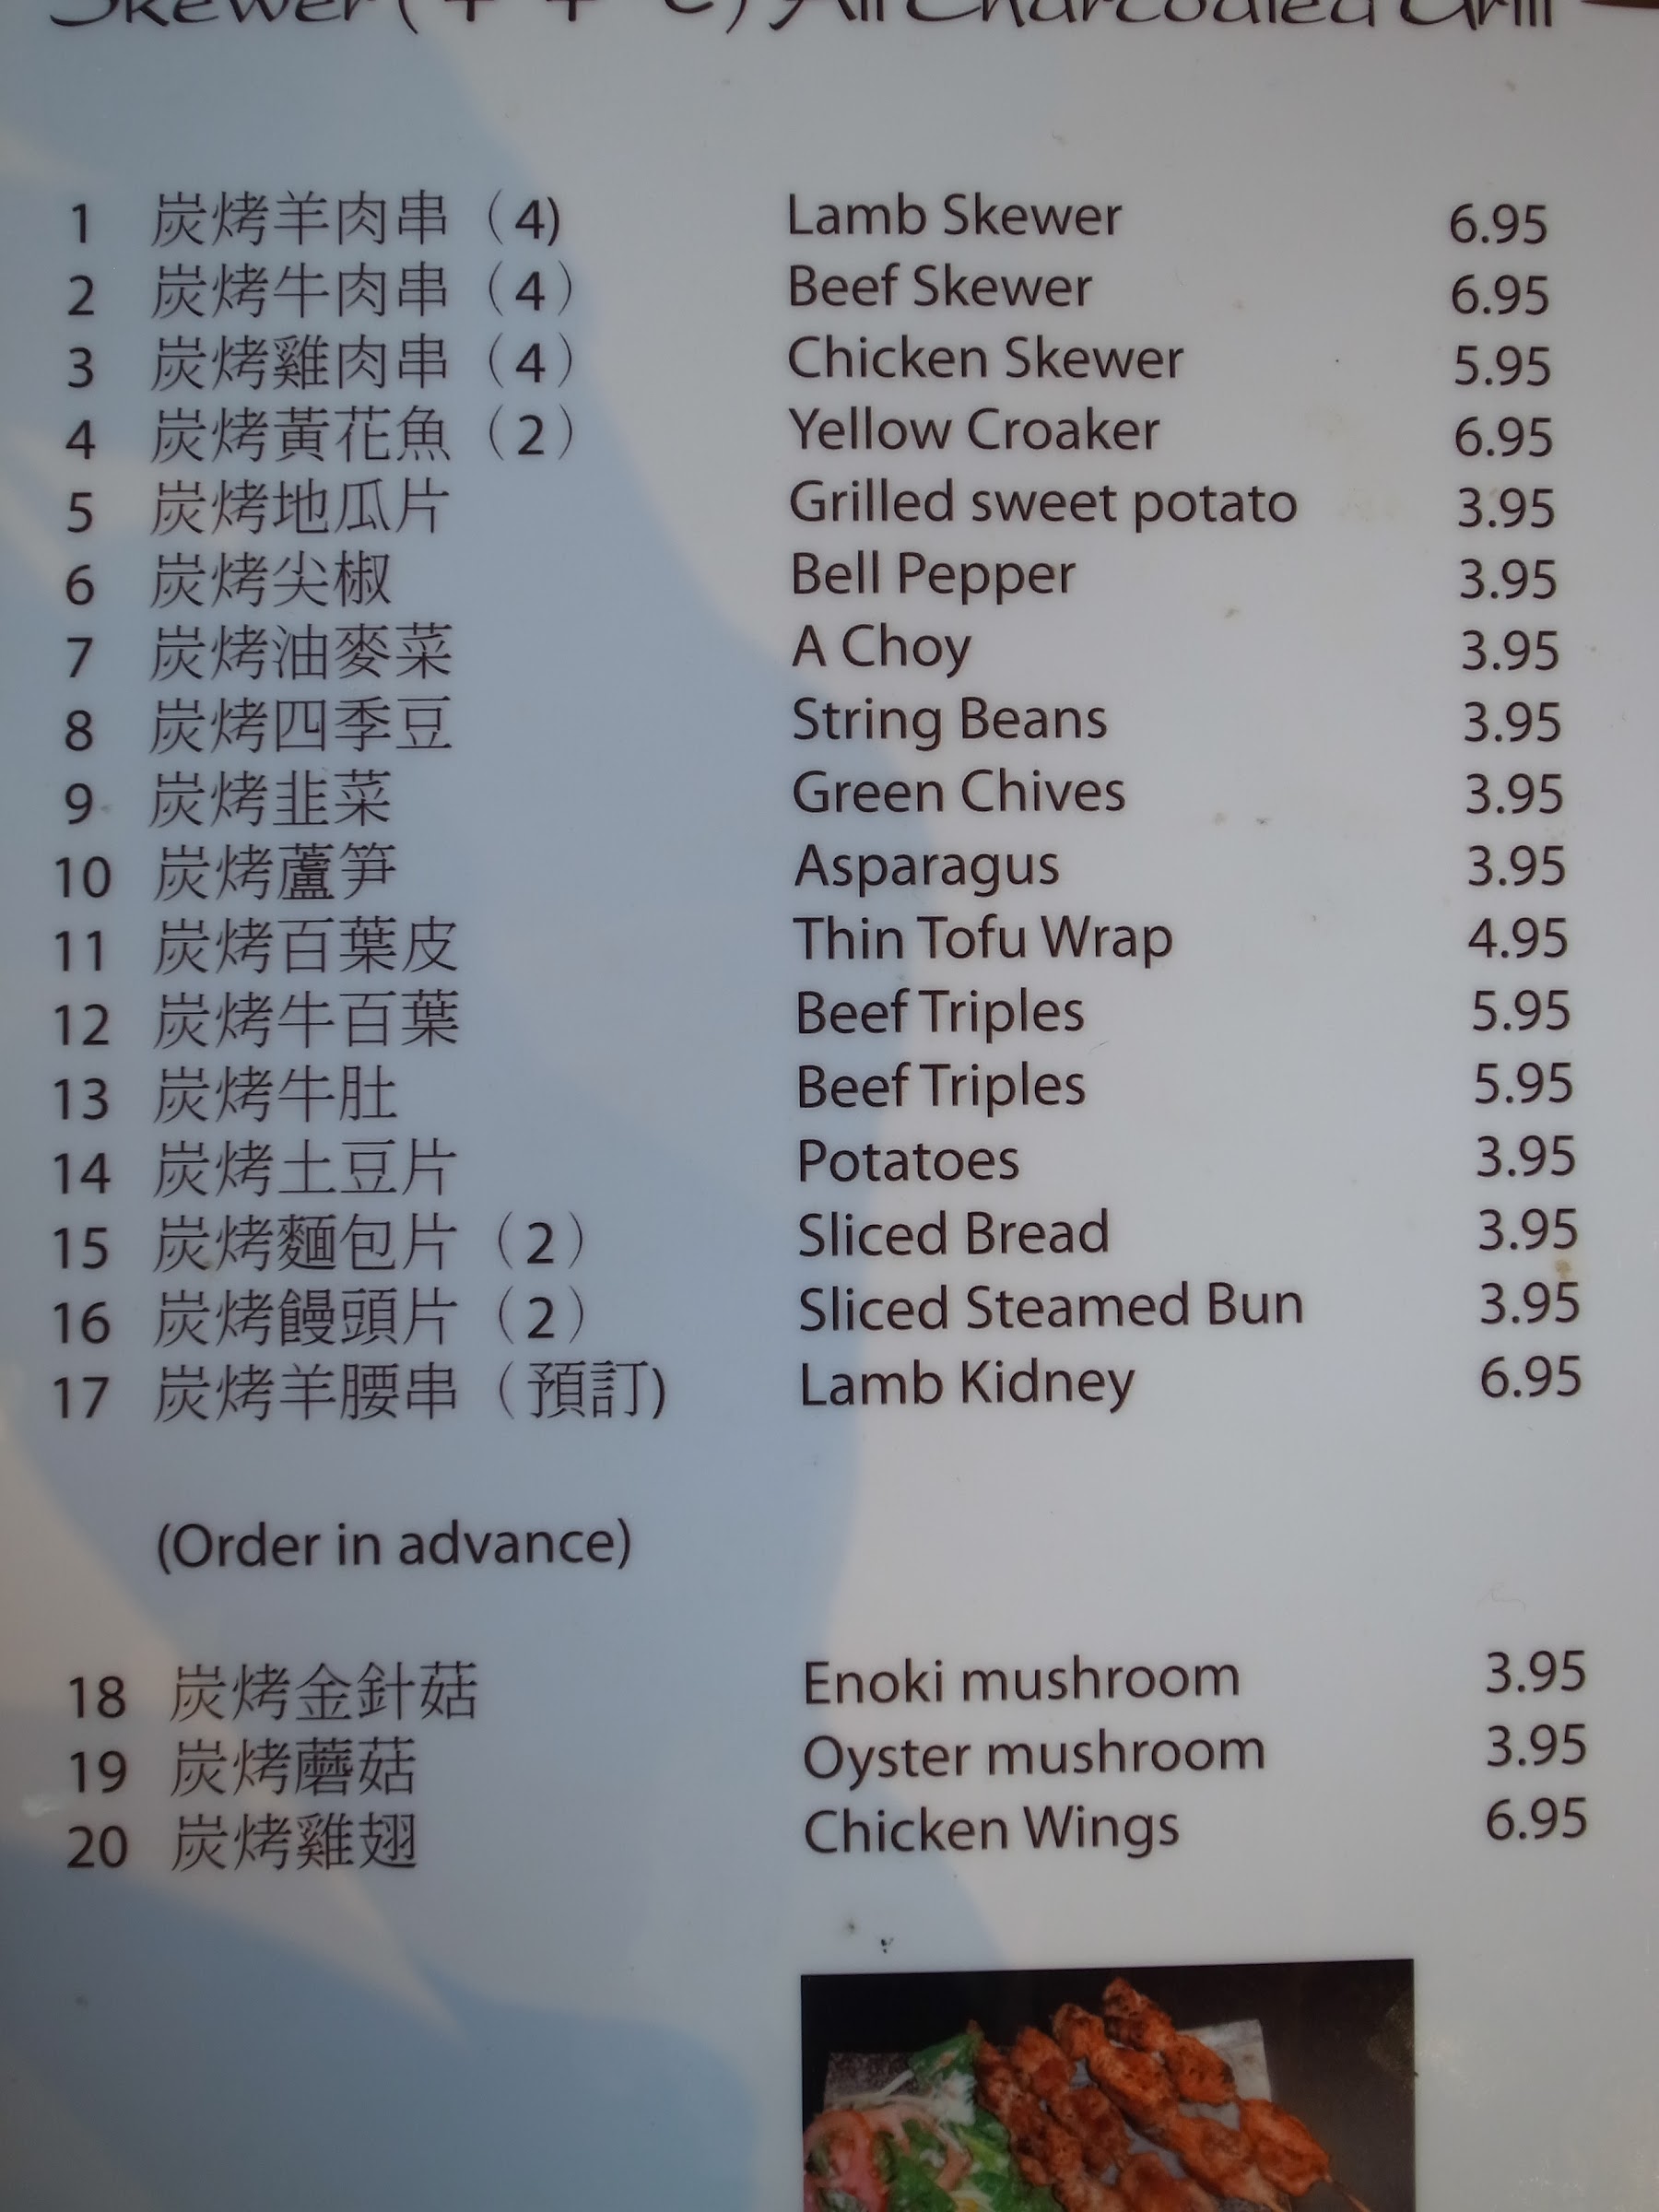 Skewer ( ) All Charcoaled Grill
1 炭烤羊肉串（4) Lamb Skewer 6.95
2 炭烤牛肉串（4） Beef Skewer 6.95
3 炭烤雞肉串（4） Chicken Skewer 5.95
4 炭烤黃花魚（2） Yellow Croaker 6.95
5 炭烤地瓜片 Grilled sweet potato 3.95
6 炭烤尖椒 Bell Pepper 3.95
7 炭烤油麥菜 A Choy 3.95
8 炭烤四季豆 String Beans 3.95
9 炭烤韭菜 Green Chives 3.95
10 炭烤蘆笋 Asparagus 3.95
11 炭烤百葉皮 Thin Tofu Wrap 4.95
12 炭烤牛百葉 Beef Triples 5.95
13 炭烤牛肚 Beef Triples 5.95
14 炭烤土豆片 Potatoes 3.95
15 炭烤麵包片（2） Sliced Bread 3.95
16 炭烤饅頭片（2） Sliced Steamed Bun 3.95
17 炭烤羊腰串（預訂) Lamb Kidney 6.95
(Order in advance)
18 炭烤金針菇 Enoki mushroom 3.95
19 炭烤蘑菇 Oyster mushroom 3.95
20 炭烤雞翅 Chicken Wings 6.95